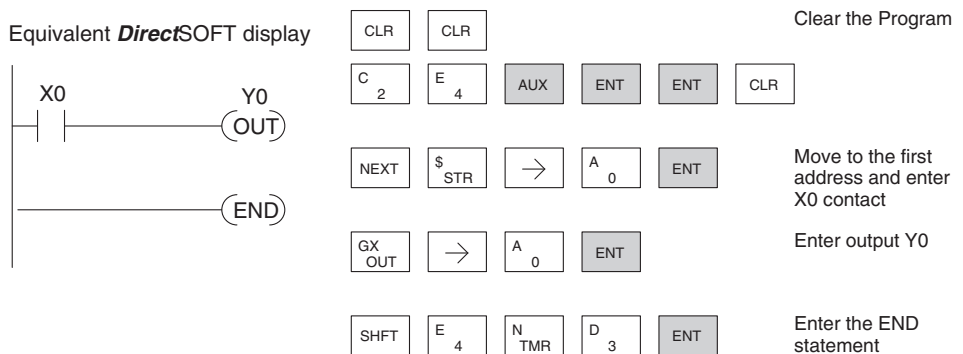 Equivalent DirectSOFT display
X0 Y0
OUT
END
CLR CLR Clear the Program
C 2 E 4 AUX ENT ENT CLR
NEXT $ STR → A 0 ENT Move to the first
address and enter
X0 contact
GX OUT → A 0 ENT Enter output Y0
SHFT E 4 N TMR D 3 ENT Enter the END
statement